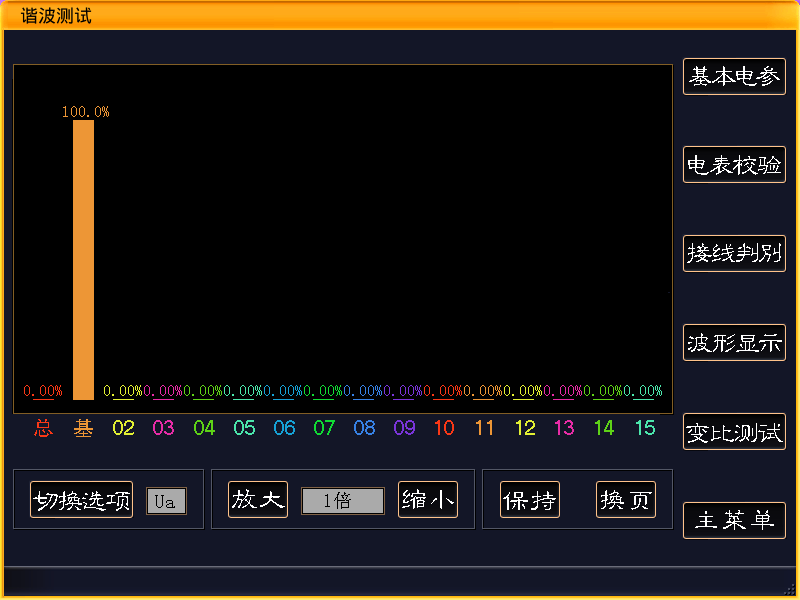 谐波测试
100.0%
0.00% 0.00% 0.00% 0.00% 0.00% 0.00% 0.00% 0.00% 0.00% 0.00% 0.00% 0.00% 0.00% 0.00% 0.00%
总 基 02 03 04 05 06 07 08 09 10 11 12 13 14 15
切换选项 Ua 放大 1倍 缩小 保持 换页
基本电参
电表校验
接线判别
波形显示
变比测试
主菜单